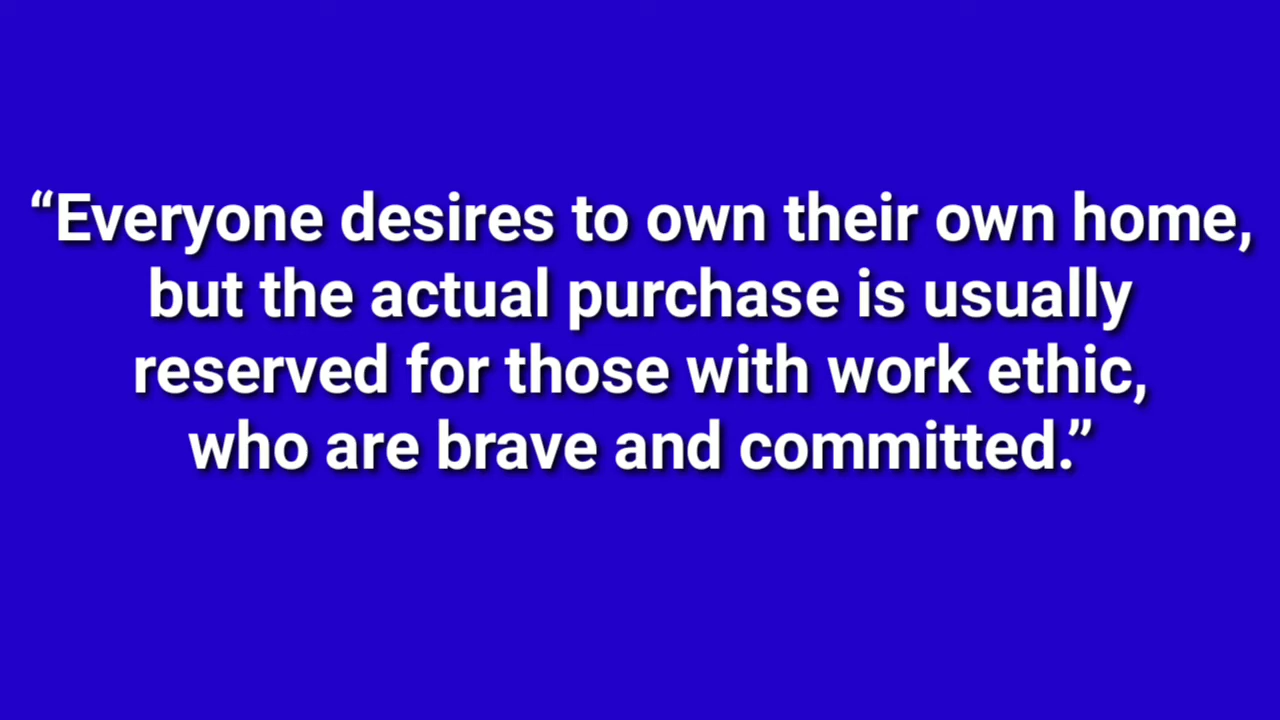 “Everyone desires to own their own home,
but the actual purchase is usually
reserved for those with work ethic,
who are brave and committed.”